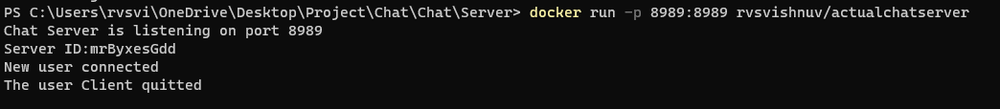 PS C:\Users\rvsvi\OneDrive\Desktop\Project\Chat\Chat\Server> docker run -p 8989:8989 rvsvishnuv/actualchatserver
Chat Server is listening on port 8989
Server ID:mrByxesGdd
New user connected
The user Client quitted